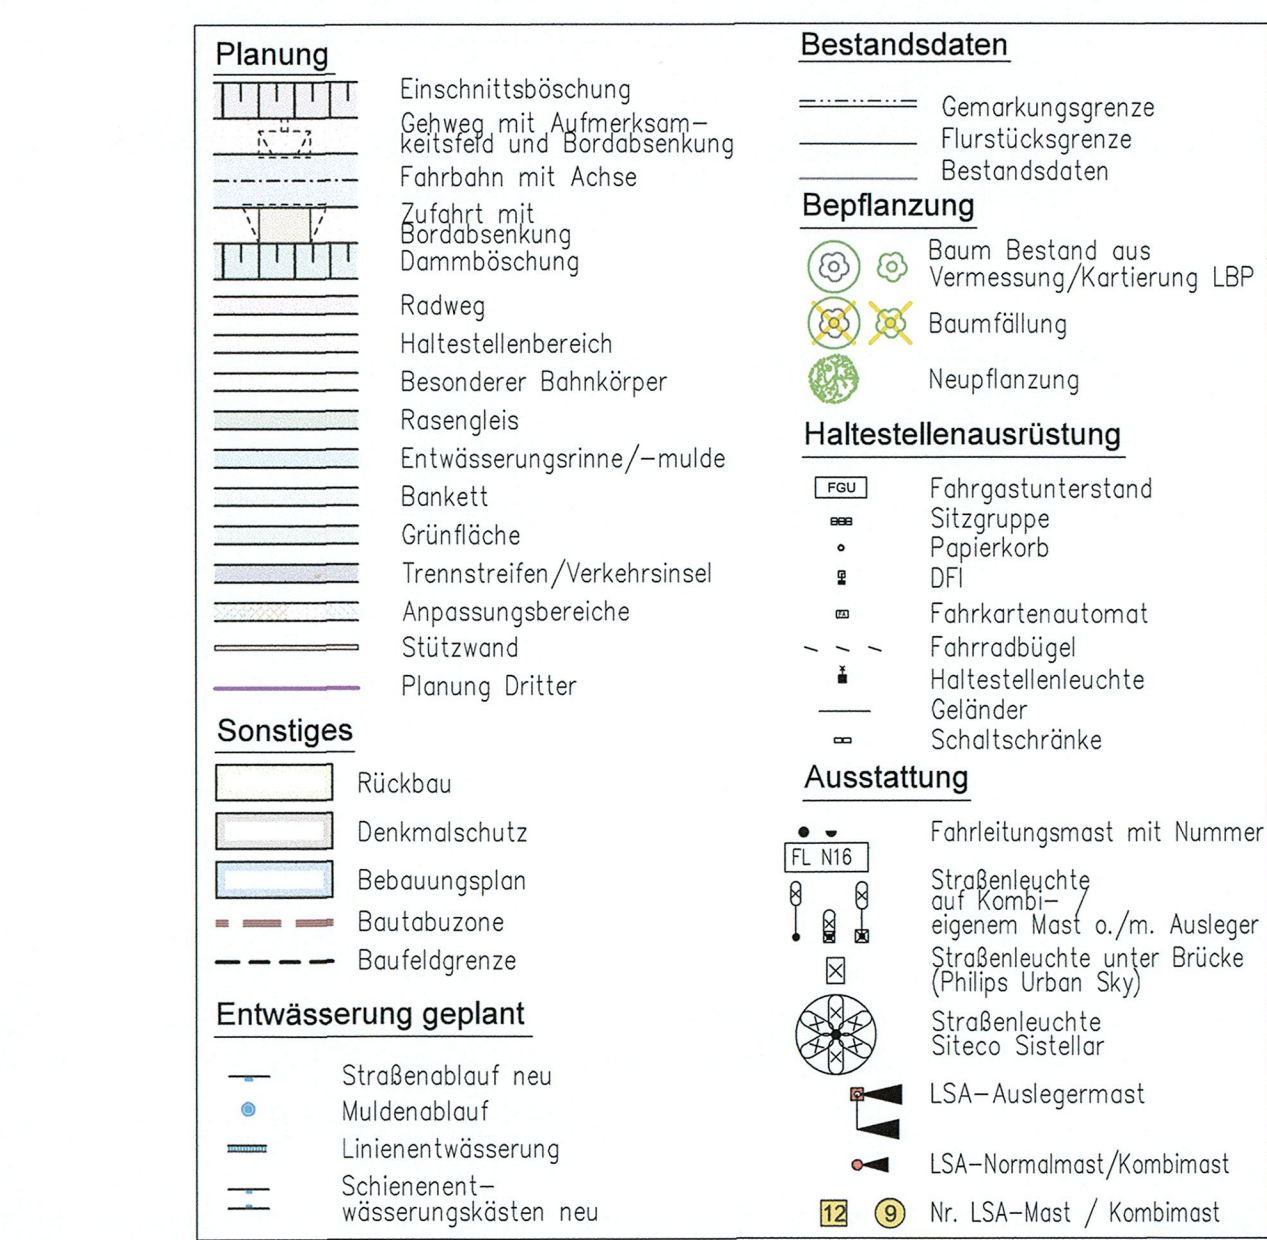 Planung
Einschnittsböschung
Gehweg mit Aufmerksam-
keitsfeld und Bordabsenkung
Fahrbahn mit Achse
Zufahrt mit
Bordabsenkung
Dammböschung
Radweg
Haltestellenbereich
Besonderer Bahnkörper
Rasengleis
Entwässerungsrinne/-mulde
Bankett
Grünfläche
Trennstreifen/Verkehrsinsel
Anpassungsbereiche
Stützwand
Planung Dritter
Sonstiges
Rückbau
Denkmalschutz
Bebauungsplan
Bautabuzone
Baufeldgrenze
Entwässerung geplant
Straßenablauf neu
Muldenablauf
Linienentwässerung
Schienenent-
wässerungskästen neu
Bestandsdaten
Gemarkungsgrenze
Flurstücksgrenze
Bestandsdaten
Bepflanzung
Baum Bestand aus
Vermessung/Kartierung LBP
Baumfällung
Neupflanzung
Haltestellenausrüstung
FGU Fahrgastunterstand
Sitzgruppe
Papierkorb
DFI
FA Fahrkartenautomat
Fahrradbügel
Haltestellenleuchte
Geländer
Schaltschränke
Ausstattung
Fahrleitungsmast mit Nummer
FL N16
Straßenleuchte
auf Kombi- /
eigenem Mast o./m. Ausleger
Straßenleuchte unter Brücke
(Philips Urban Sky)
Straßenleuchte
Siteco Sistellar
LSA-Auslegermast
LSA-Normalmast/Kombimast
12 9 Nr. LSA-Mast / Kombimast